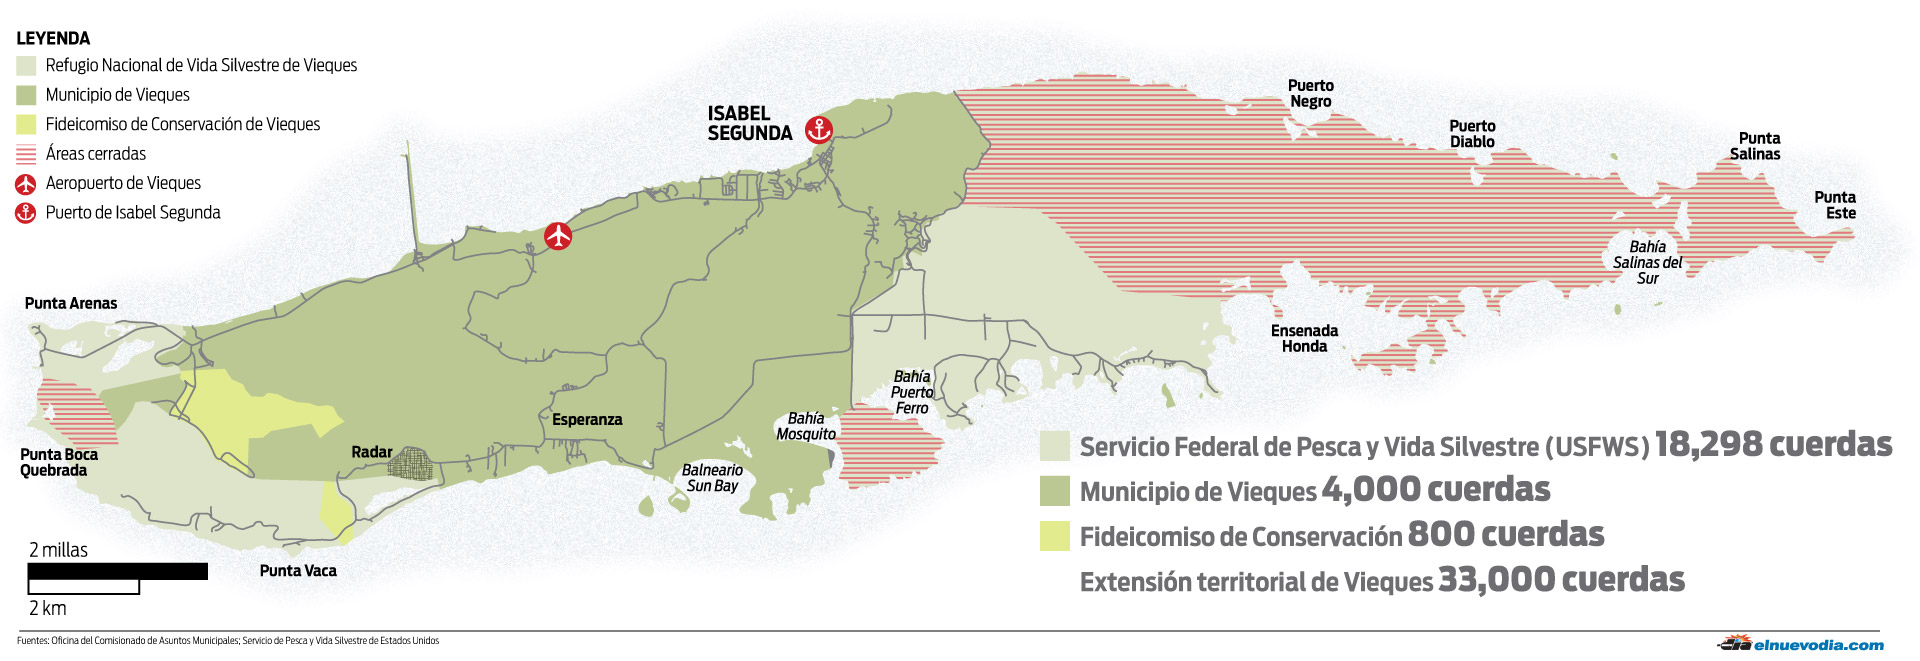 LEYENDA
Refugio Nacional de Vida Silvestre de Vieques
Municipio de Vieques
Fideicomiso de Conservación de Vieques
Áreas cerradas
Aeropuerto de Vieques
Puerto de Isabel Segunda
ISABEL
SEGUNDA
Puerto
Negro
Puerto
Diablo
Punta
Salinas
Punta
Este
Bahía
Salinas del
Sur
Ensenada
Honda
Punta Arenas
Punta Boca
Quebrada
Radar
Esperanza
Bahía
Puerto
Ferro
Bahía
Mosquito
Balneario
Sun Bay
Punta Vaca
2 millas
2 km
Servicio Federal de Pesca y Vida Silvestre (USFWS) 18,298 cuerdas
Municipio de Vieques 4,000 cuerdas
Fideicomiso de Conservación 800 cuerdas
Extensión territorial de Vieques 33,000 cuerdas
Fuentes: Oficina del Comisionado de Asuntos Municipales; Servicio de Pesca y Vida Silvestre de Estados Unidos
elnuevodia.com